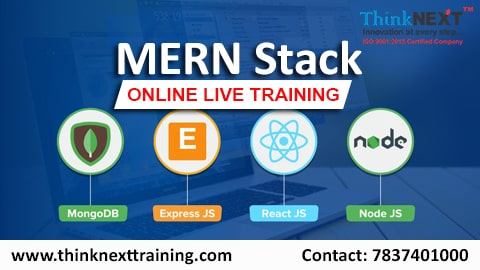 ThinkNEXT™
Innovation at every step...
ISO 9001:2015 Certified Company
MERN Stack
ONLINE LIVE TRAINING
E
node
MongoDB
Express JS
React JS
Node JS
www.thinknexttraining.com
Contact: 7837401000